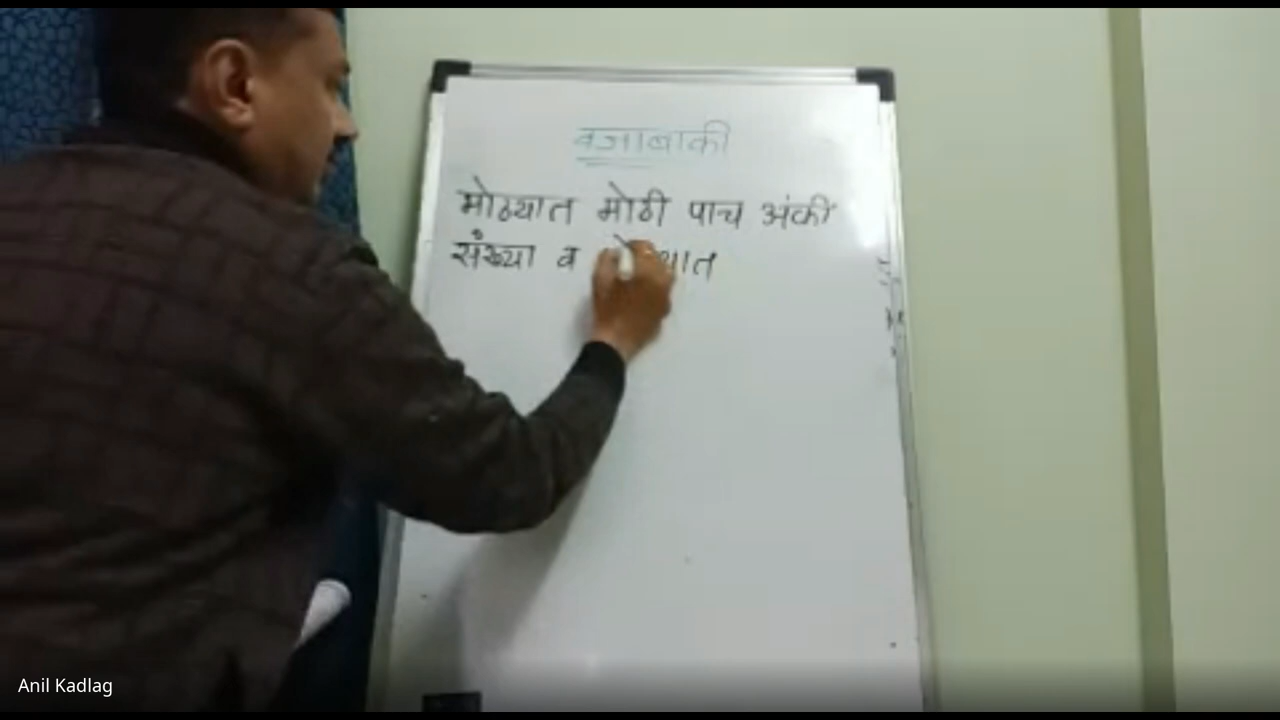 वजाबाकी
मोठ्यात मोठी पाच अंकी
संख्या व
Anil Kadlag